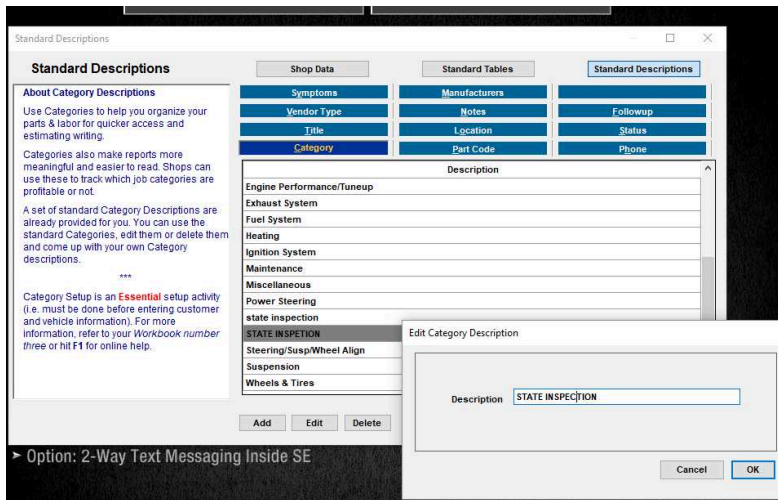 Standard Descriptions
Standard Descriptions
Shop Data
Standard Tables
Standard Descriptions
About Category Descriptions
Use Categories to help you organize your
parts & labor for quicker access and
estimating writing.
Categories also make reports more
meaningful and easier to read. Shops can
use these to track which job categories are
profitable or not.
A set of standard Category Descriptions are
already provided for you. You can use the
standard Categories, edit them or delete them
and come up with your own Category
descriptions.
***
Category Setup is an Essential setup activity
(i.e. must be done before entering customer
and vehicle information). For more
information, refer to your Workbook number
three or hit F1 for online help.
Symptoms
Manufacturers
Vendor Type
Notes
Followup
Title
Location
Status
Category
Part Code
Phone
Description
Engine Performance/Tuneup
Exhaust System
Fuel System
Heating
Ignition System
Maintenance
Miscellaneous
Power Steering
state inspection
STATE INSPETION
Steering/Susp/Wheel Align
Suspension
Wheels & Tires
Add
Edit
Delete
Edit Category Description
Description
STATE INSPECTION
Cancel
OK
➤ Option: 2-Way Text Messaging Inside SE